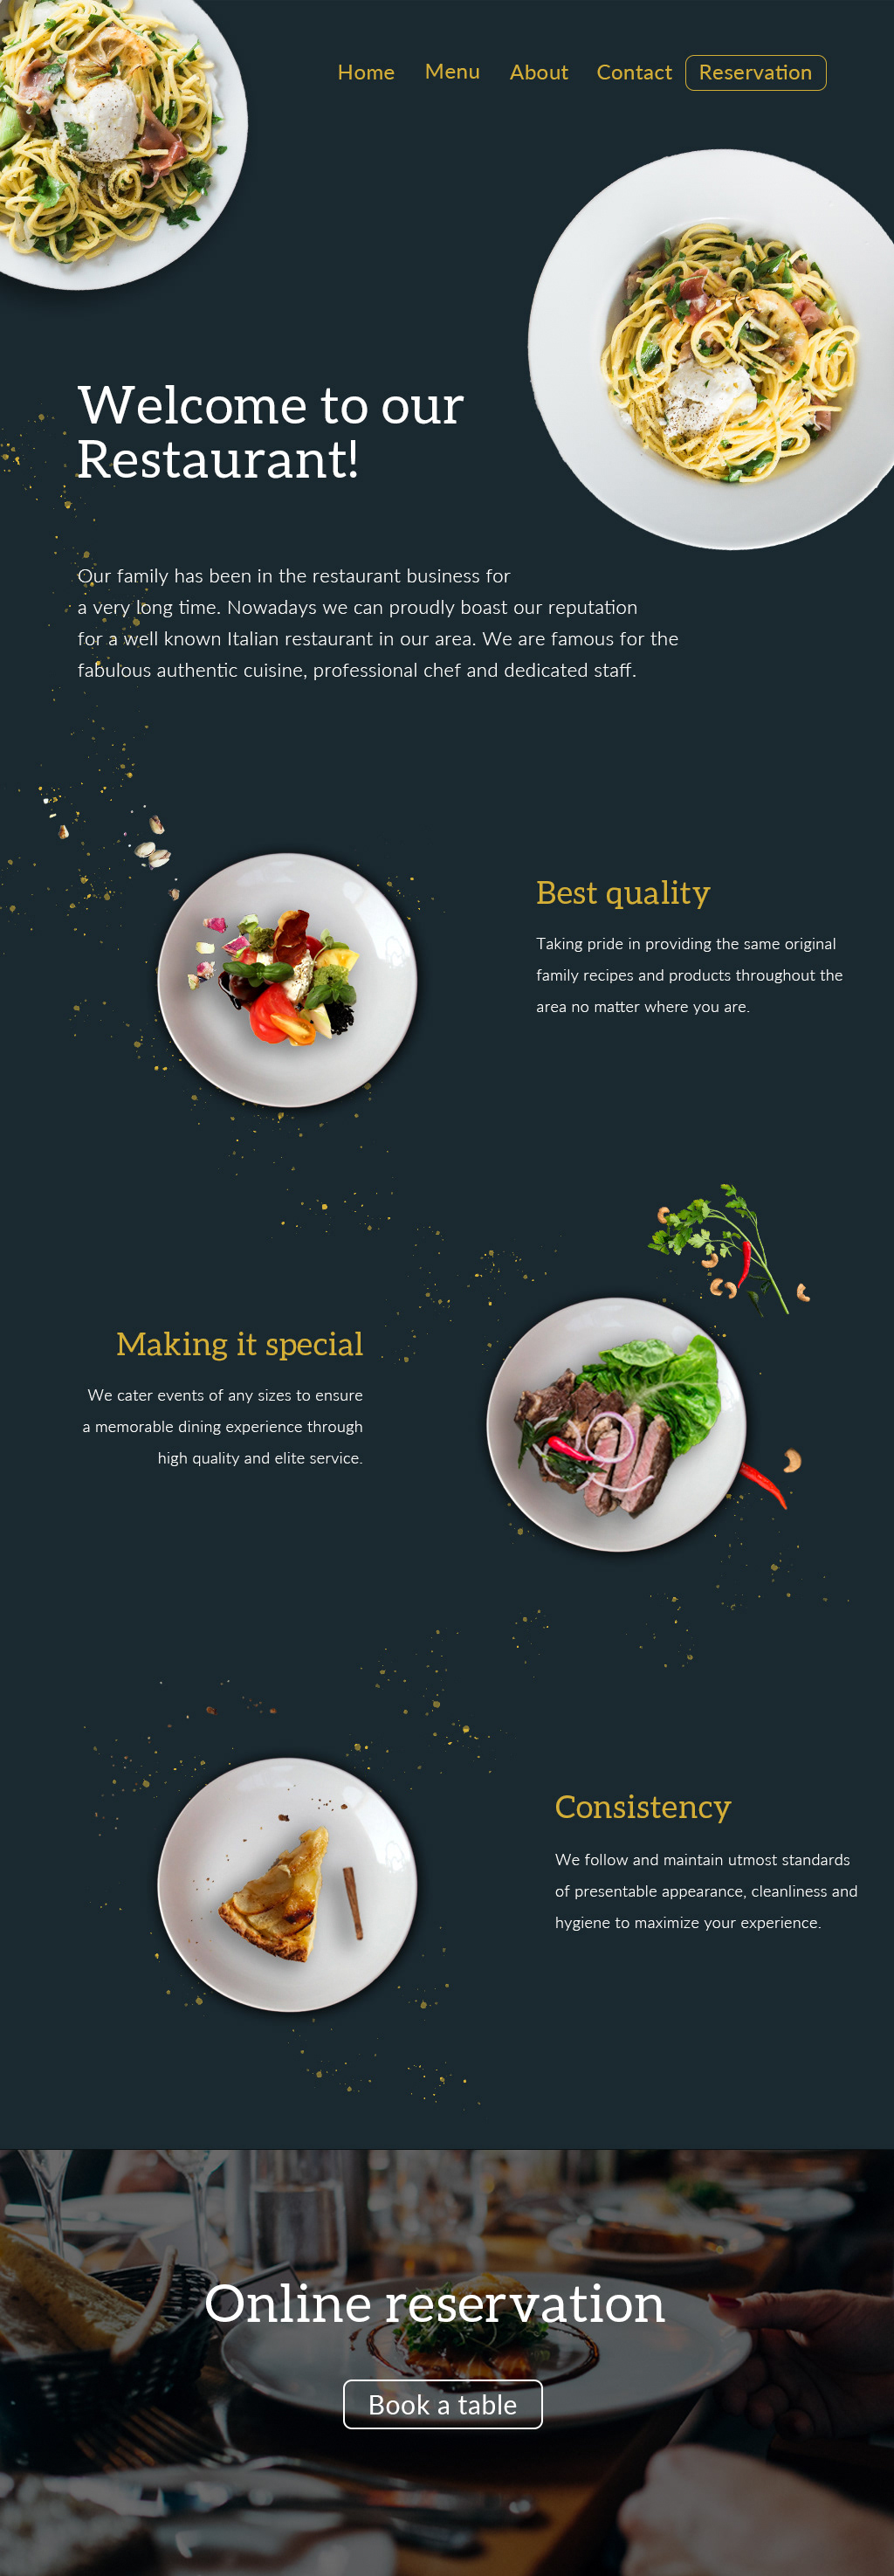 Home Menu About Contact Reservation
Welcome to our
Restaurant!
Our family has been in the restaurant business for
a very long time. Nowadays we can proudly boast our reputation
for a well known Italian restaurant in our area. We are famous for the
fabulous authentic cuisine, professional chef and dedicated staff.
Best quality
Taking pride in providing the same original
family recipes and products throughout the
area no matter where you are.
Making it special
We cater events of any sizes to ensure
a memorable dining experience through
high quality and elite service.
Consistency
We follow and maintain utmost standards
of presentable appearance, cleanliness and
hygiene to maximize your experience.
Online reservation
Book a table